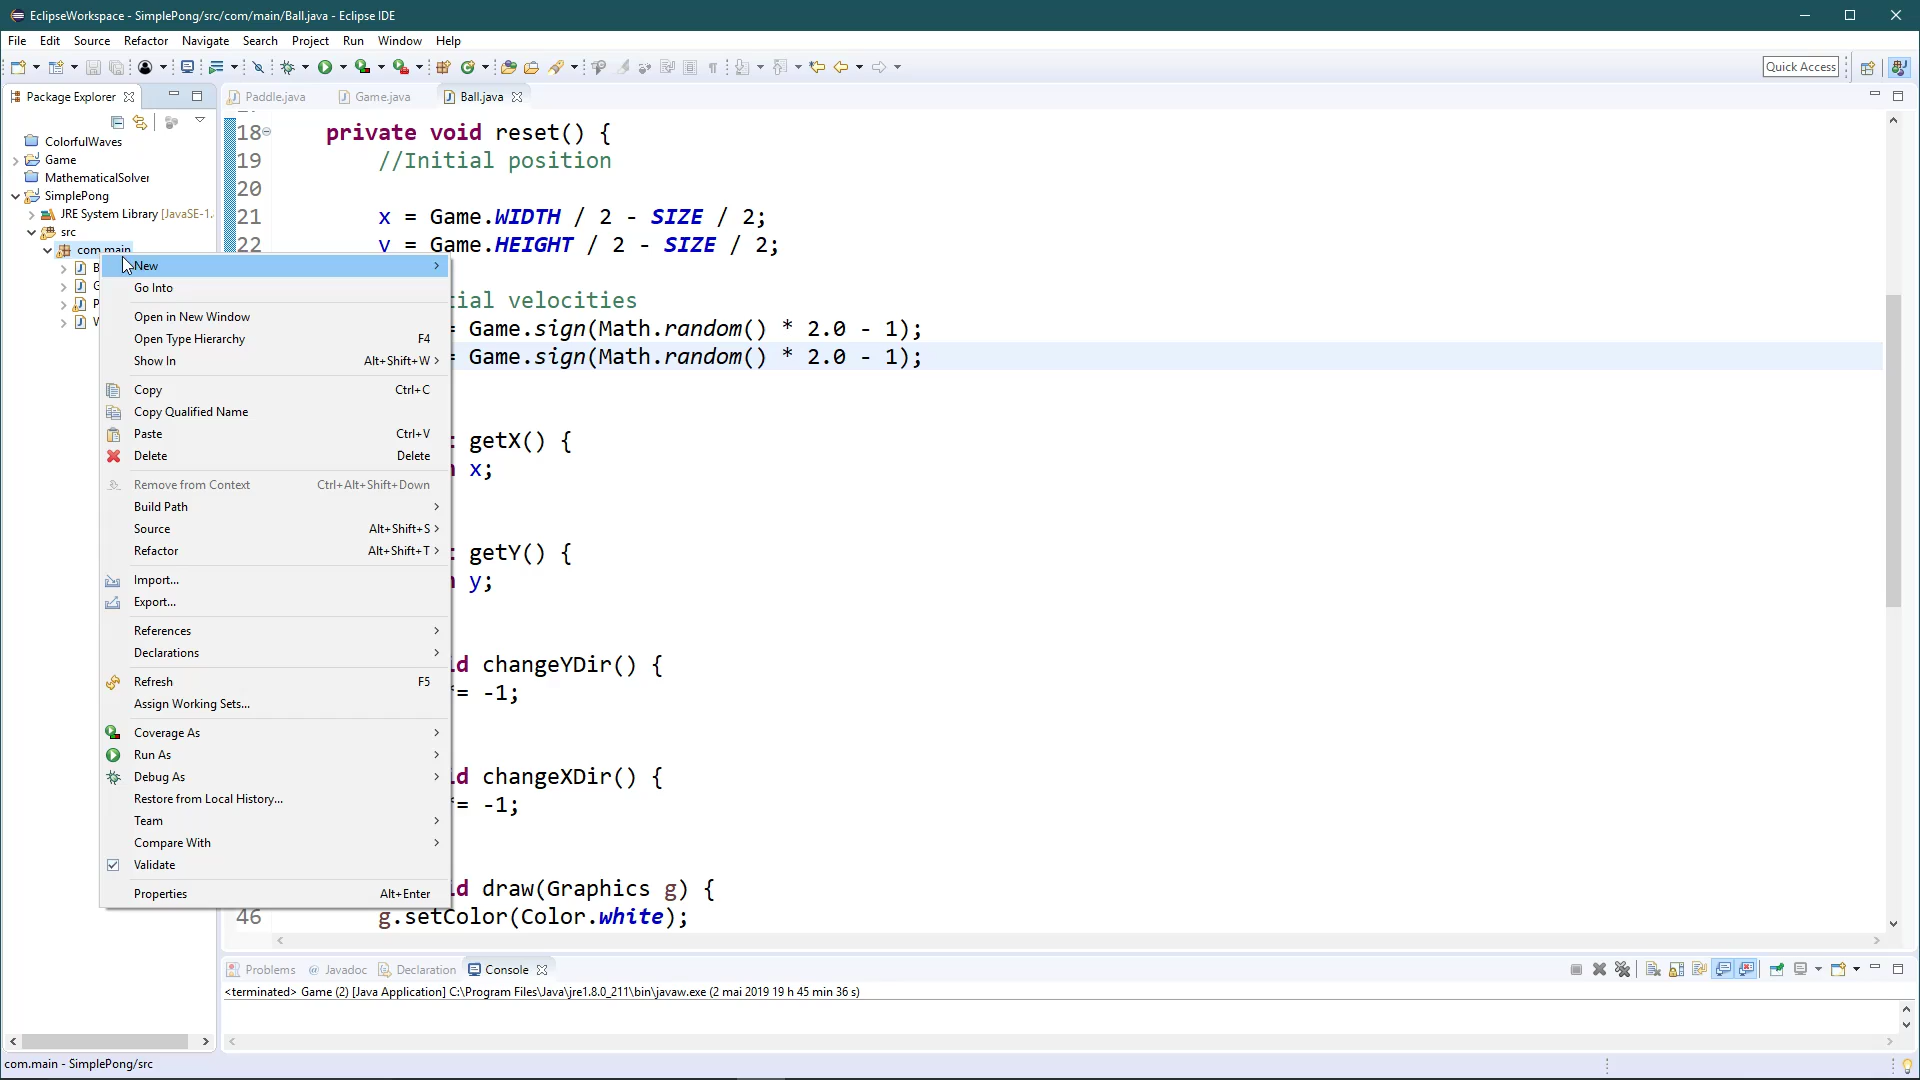 EclipseWorkspace - SimplePong/src/com/main/Ball.java - Eclipse IDE
File Edit Source Refactor Navigate Search Project Run Window Help
Quick Access
Package Explorer
Paddle.java Game.java Ball.java
ColorfulWaves
Game
MathematicalSolver
SimplePong
JRE System Library [JavaSE-1.
src
com.main
B
G
P
New
Go Into
Open in New Window
Open Type Hierarchy F4
Show In Alt+Shift+W
Copy Ctrl+C
Copy Qualified Name
Paste Ctrl+V
Delete Delete
Remove from Context Ctrl+Alt+Shift+Down
Build Path
Source Alt+Shift+S
Refactor Alt+Shift+T
Import...
Export...
References
Declarations
Refresh F5
Assign Working Sets...
Coverage As
Run As
Debug As
Restore from Local History...
Team
Compare With
Validate
Properties Alt+Enter
18 private void reset() {
19 //Initial position
20
21 x = Game.WIDTH / 2 - SIZE / 2;
22 y = Game.HEIGHT / 2 - SIZE / 2;
ial velocities
= Game.sign(Math.random() * 2.0 - 1);
= Game.sign(Math.random() * 2.0 - 1);
getX() {
x;
getY() {
y;
d changeYDir() {
*= -1;
d changeXDir() {
*= -1;
d draw(Graphics g) {
46 g.setColor(Color.white);
Problems Javadoc Declaration Console
<terminated> Game (2) [Java Application] C:\Program Files\Java\jre1.8.0_211\bin\javaw.exe (2 mai 2019 19 h 45 min 36 s)
com.main - SimplePong/src